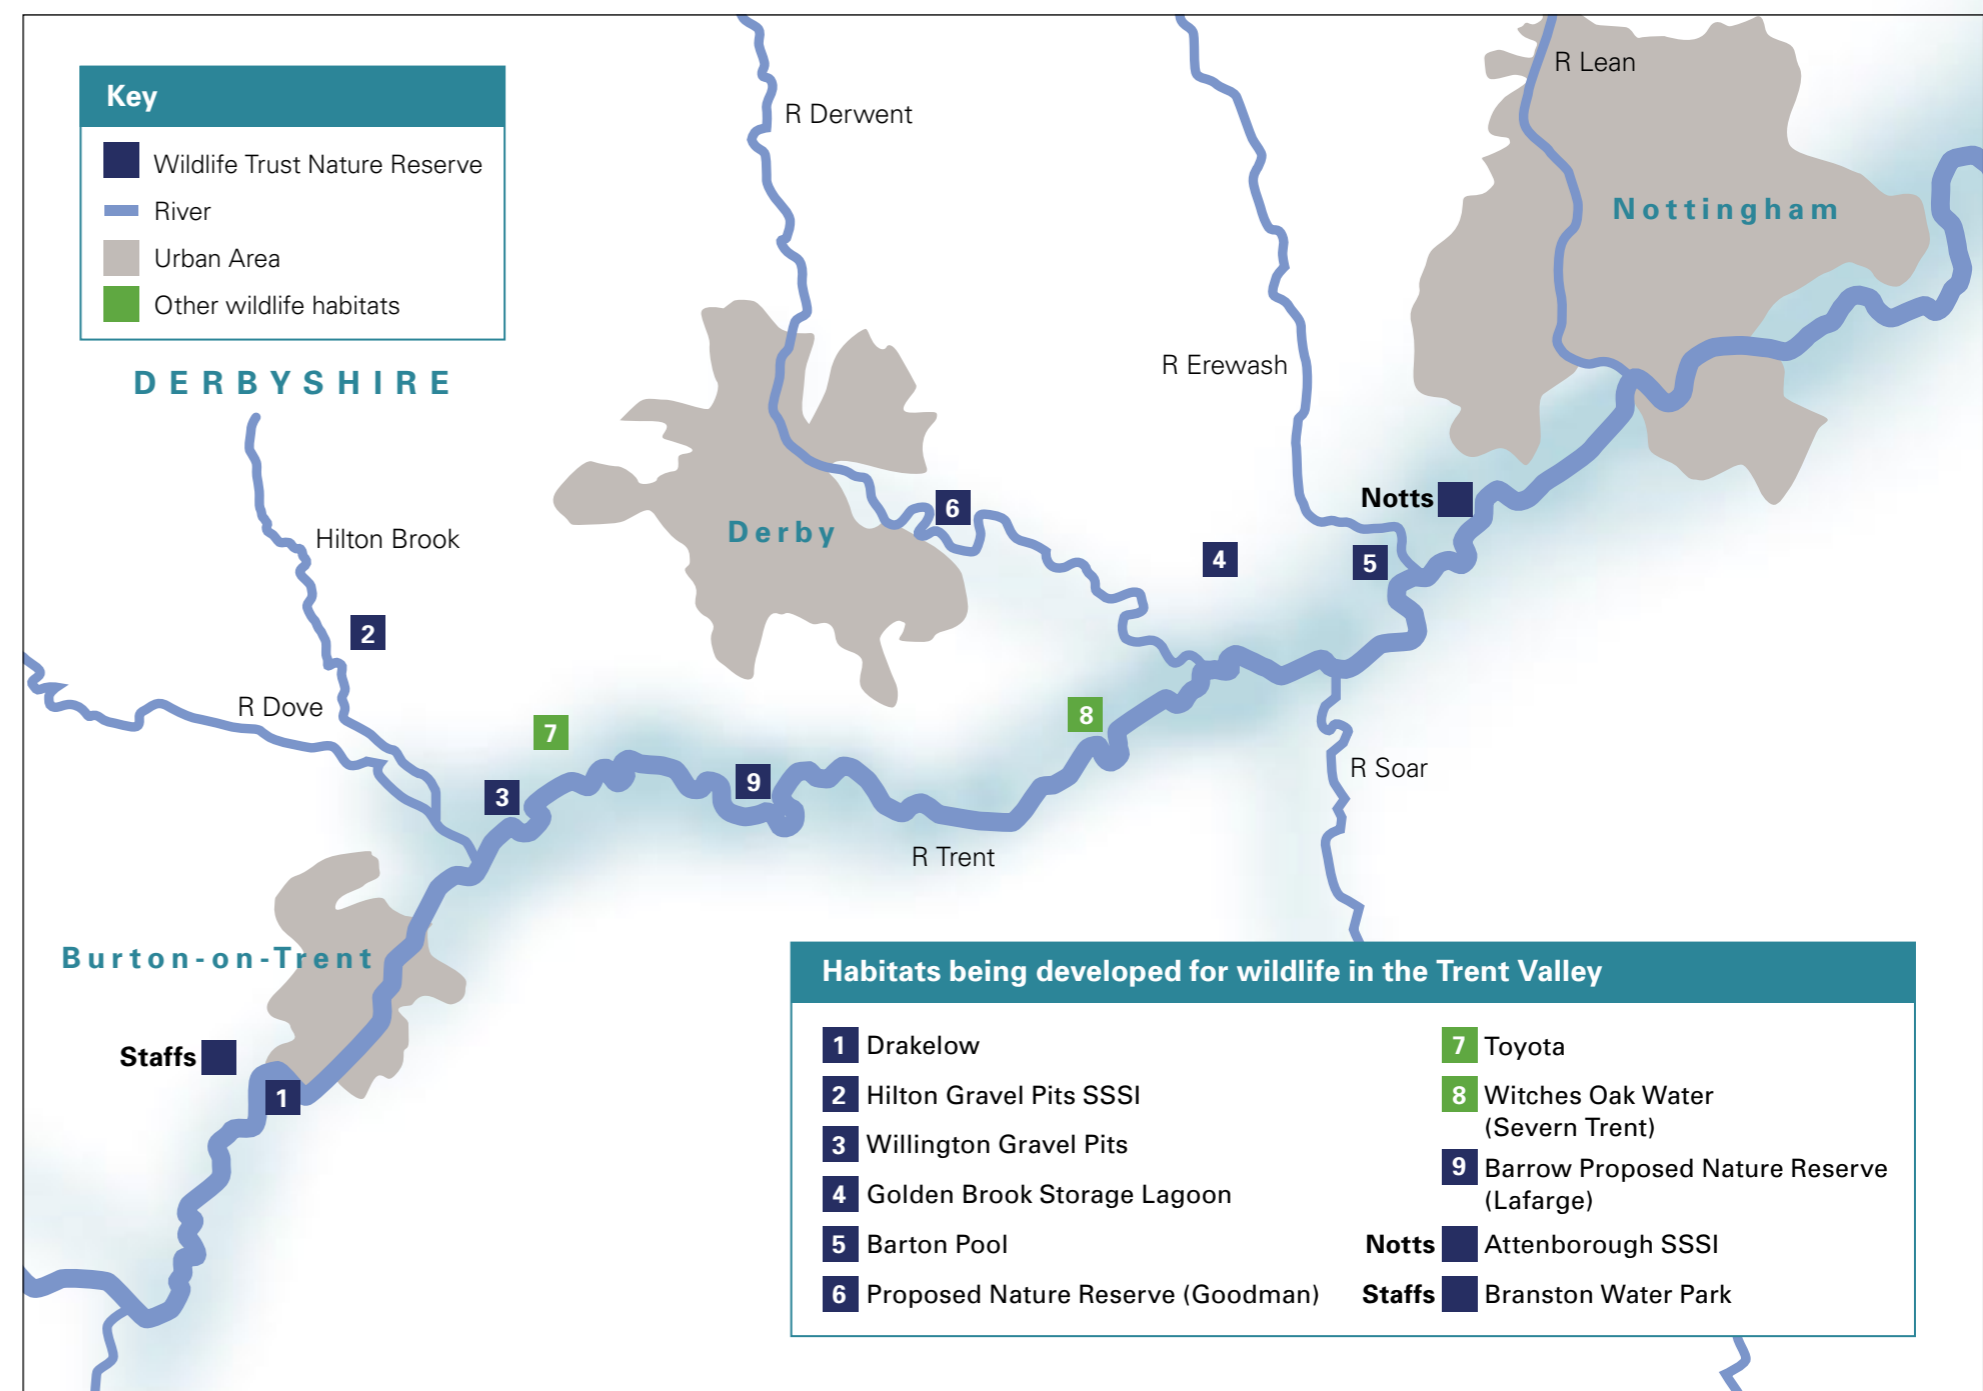 Key
Wildlife Trust Nature Reserve
River
Urban Area
Other wildlife habitats
DERBYSHIRE
R Derwent
R Lean
Nottingham
R Erewash
Notts
6
Derby
4
5
Hilton Brook
2
R Dove
7
8
3
9
R Soar
R Trent
Burton-on-Trent
Staffs
1
Habitats being developed for wildlife in the Trent Valley
1 Drakelow
2 Hilton Gravel Pits SSSI
3 Willington Gravel Pits
4 Golden Brook Storage Lagoon
5 Barton Pool
6 Proposed Nature Reserve (Goodman)
7 Toyota
8 Witches Oak Water
(Severn Trent)
9 Barrow Proposed Nature Reserve
(Lafarge)
Notts Attenborough SSSI
Staffs Branston Water Park